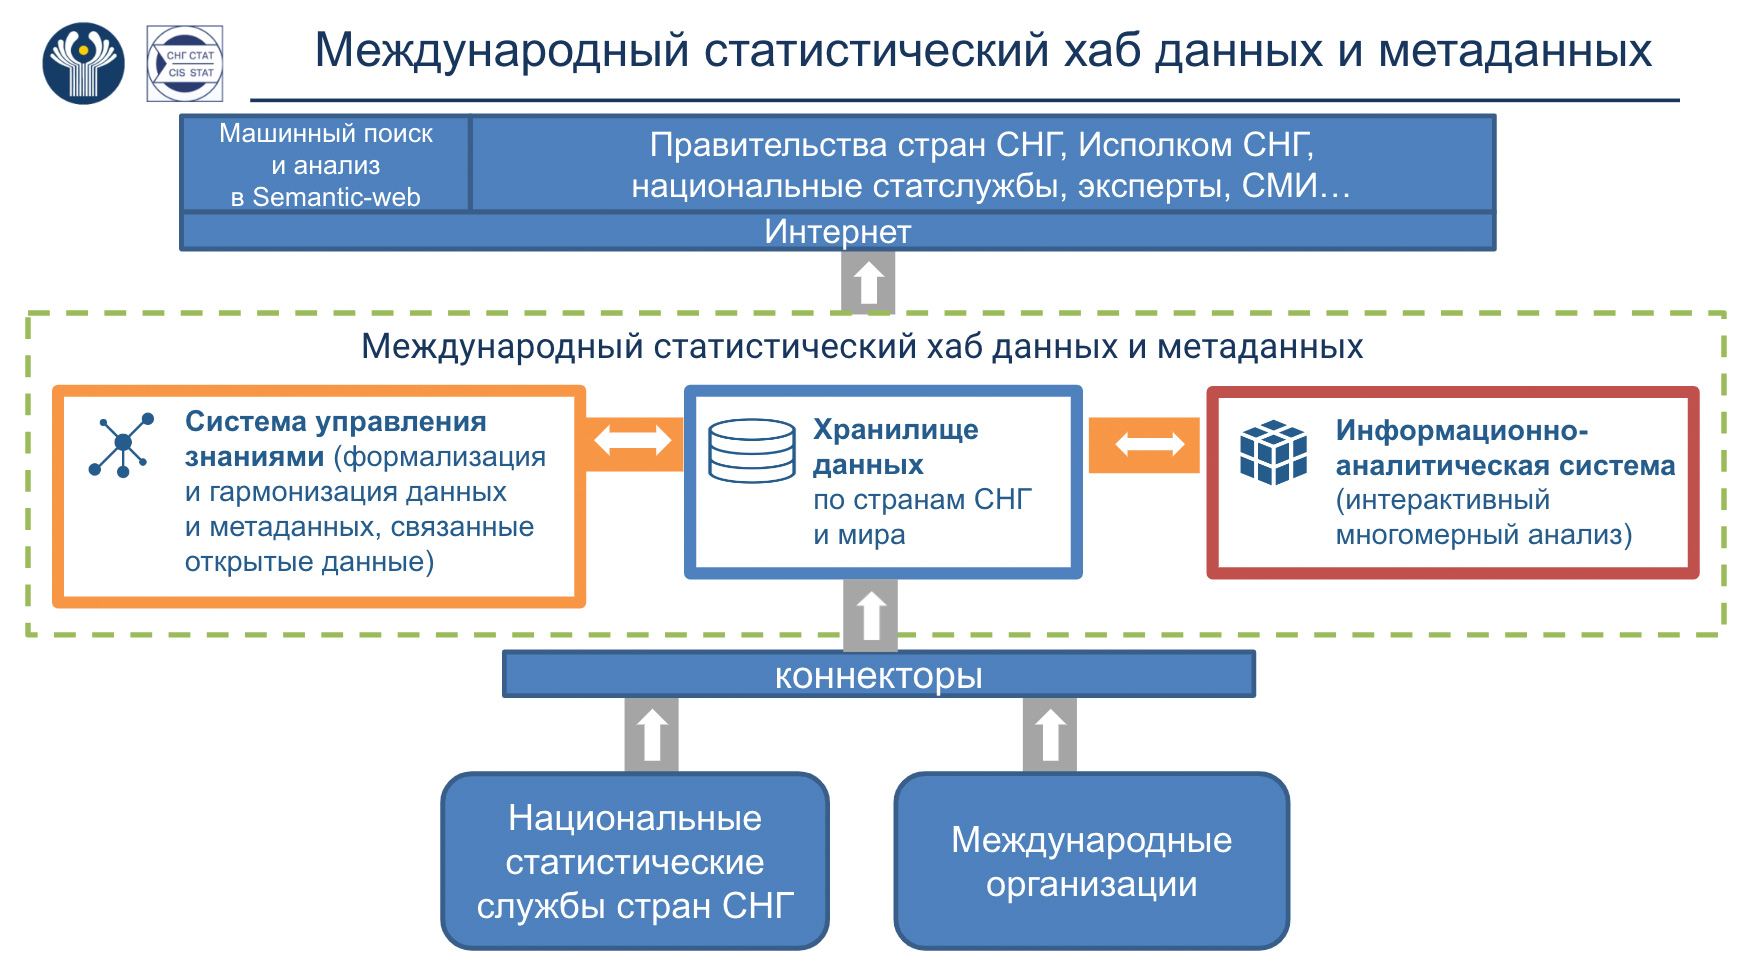 СНГ СТАТ
CIS STAT
Международный статистический хаб данных и метаданных
Машинный поиск
и анализ
в Semantic-web
Правительства стран СНГ, Исполком СНГ,
национальные статслужбы, эксперты, СМИ...
Интернет
Международный статистический хаб данных и метаданных
Система управления
знаниями (формализация
и гармонизация данных
и метаданных, связанные
открытые данные)
Хранилище
данных
по странам СНГ
и мира
Информационно-
аналитическая система
(интерактивный
многомерный анализ)
коннекторы
Национальные
статистические
службы стран СНГ
Международные
организации